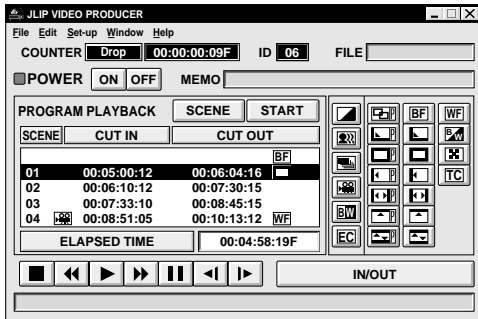 JLIP VIDEO PRODUCER
File Edit Set-up Window Help
COUNTER Drop 00:00:00:09F ID 06 FILE
POWER ON OFF MEMO
PROGRAM PLAYBACK SCENE START
SCENE CUT IN CUT OUT
BF
01 00:05:00:12 00:06:04:16
02 00:06:10:12 00:07:30:15
03 00:07:33:10 00:08:45:15
04 00:08:51:05 00:10:13:12 WF
ELAPSED TIME 00:04:58:19F
BW
EC
P BF WF
P B/W
P
P TC
P
P
P
IN/OUT